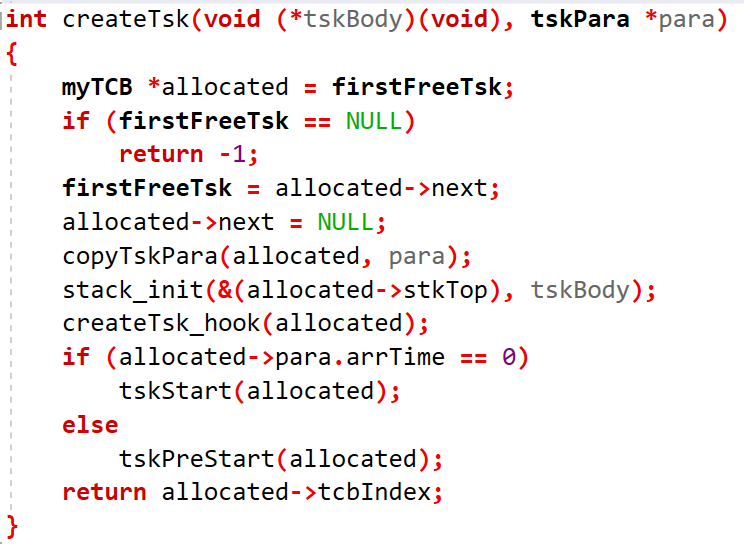 int createTsk(void (*tskBody)(void), tskPara *para)
{
    myTCB *allocated = firstFreeTsk;
    if (firstFreeTsk == NULL)
        return -1;
    firstFreeTsk = allocated->next;
    allocated->next = NULL;
    copyTskPara(allocated, para);
    stack_init(&(allocated->stkTop), tskBody);
    createTsk_hook(allocated);
    if (allocated->para.arrTime == 0)
        tskStart(allocated);
    else
        tskPreStart(allocated);
    return allocated->tcbIndex;
}